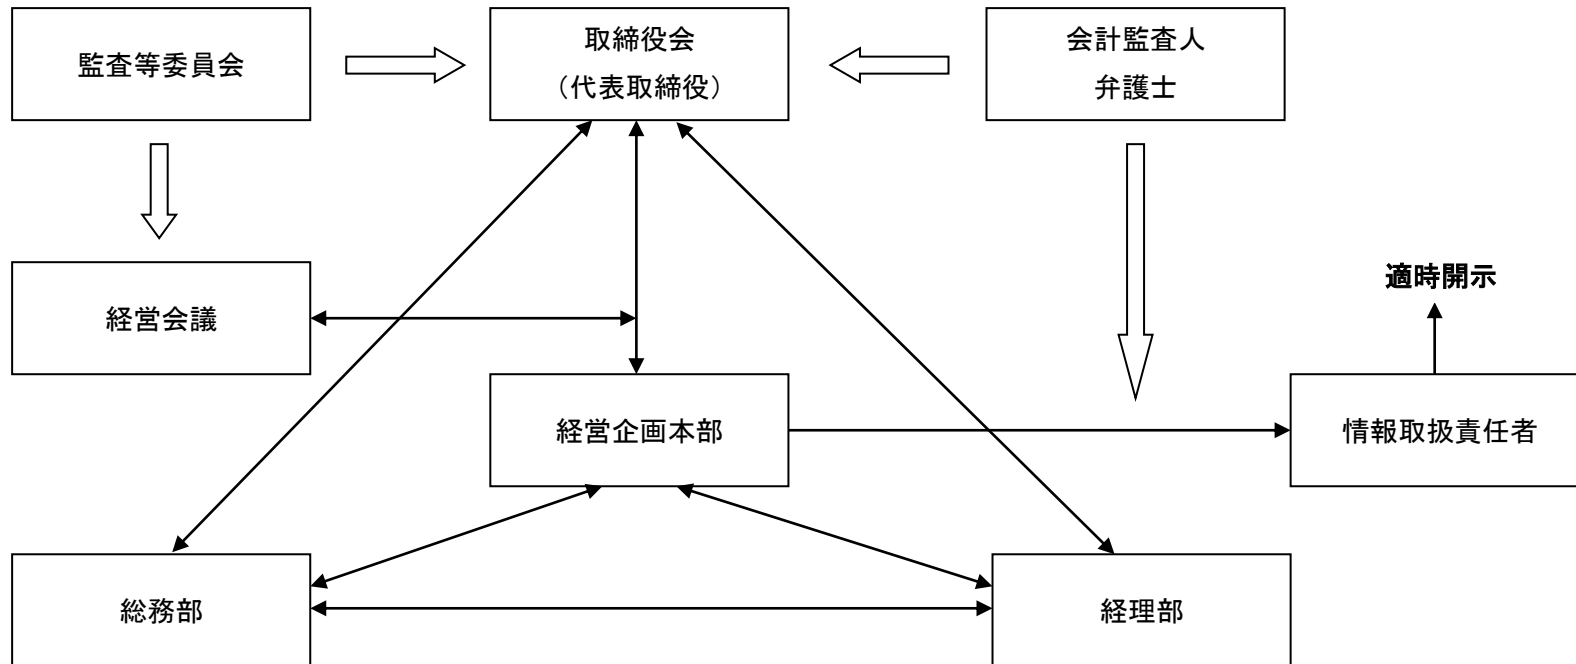 監査等委員会
取締役会
（代表取締役）
会計監査人
弁護士
経営会議
適時開示
経営企画本部
情報取扱責任者
総務部
経理部